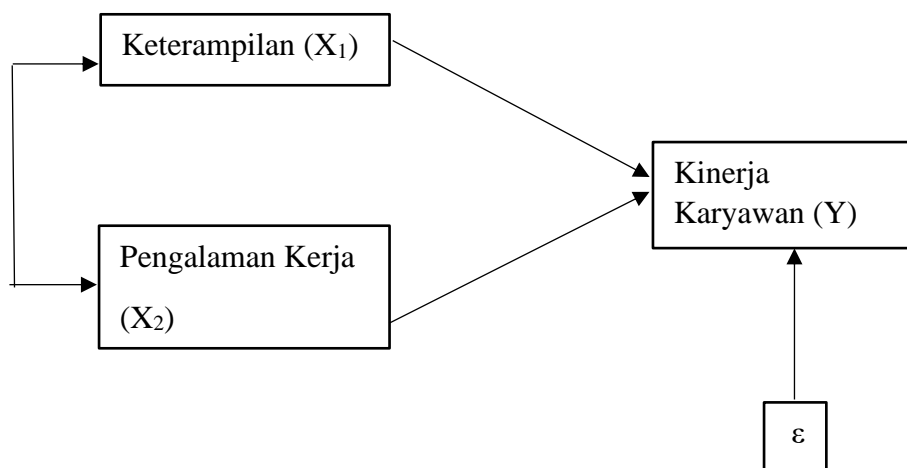 Keterampilan (X₁)
Kinerja
Karyawan (Y)
Pengalaman Kerja
(X₂)
ε